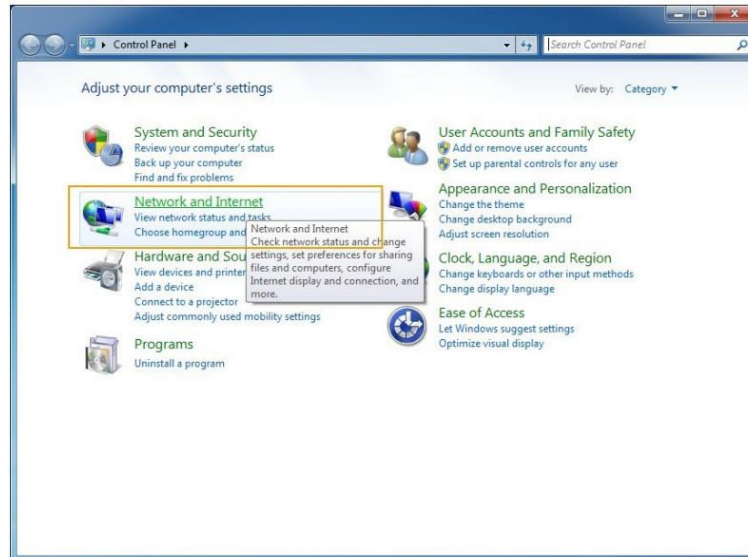 Control Panel
Search Control Panel
Adjust your computer's settings
View by: Category
System and Security
Review your computer's status
Back up your computer
Find and fix problems
Network and Internet
View network status and tasks
Choose homegroup and
Network and Internet
Check network status and change
settings, set preferences for sharing
files and computers, configure
Internet display and connection, and
more.
Hardware and Sou
View devices and printer
Add a device
Connect to a projector
Adjust commonly used mobility settings
Programs
Uninstall a program
User Accounts and Family Safety
Add or remove user accounts
Set up parental controls for any user
Appearance and Personalization
Change the theme
Change desktop background
Adjust screen resolution
Clock, Language, and Region
Change keyboards or other input methods
Change display language
Ease of Access
Let Windows suggest settings
Optimize visual display